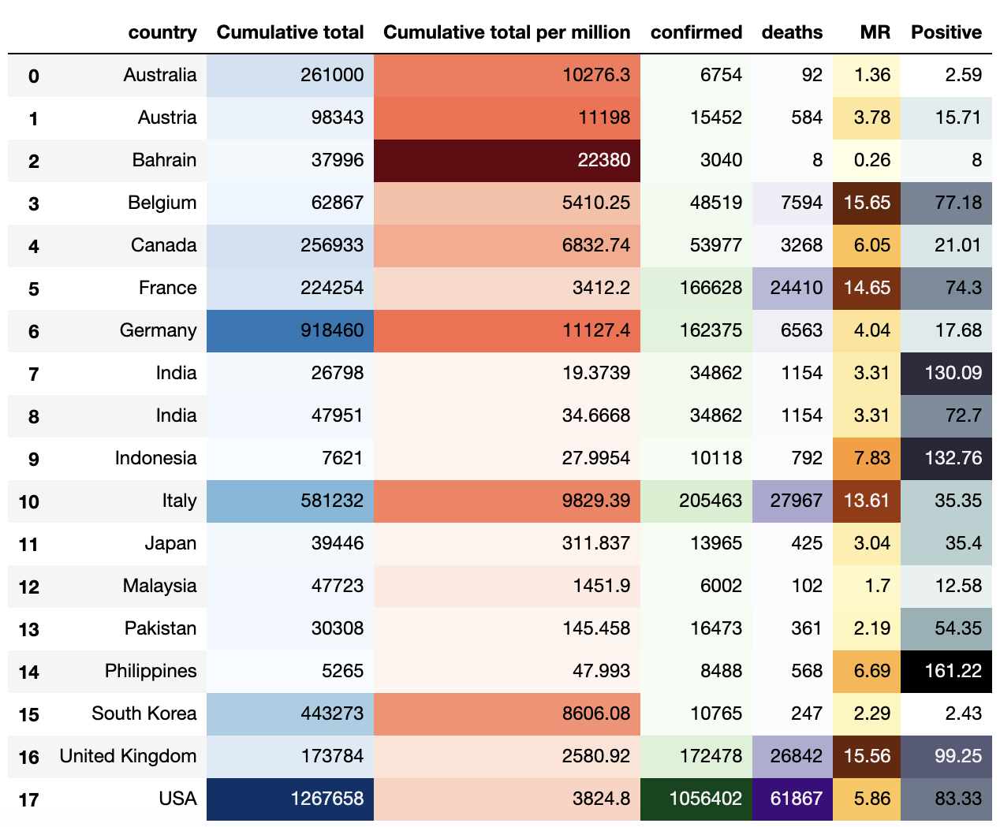 country Cumulative total Cumulative total per million confirmed deaths MR Positive
0 Australia 261000 10276.3 6754 92 1.36 2.59
1 Austria 98343 11198 15452 584 3.78 15.71
2 Bahrain 37996 22380 3040 8 0.26 8
3 Belgium 62867 5410.25 48519 7594 15.65 77.18
4 Canada 256933 6832.74 53977 3268 6.05 21.01
5 France 224254 3412.2 166628 24410 14.65 74.3
6 Germany 918460 11127.4 162375 6563 4.04 17.68
7 India 26798 19.3739 34862 1154 3.31 130.09
8 India 47951 34.6668 34862 1154 3.31 72.7
9 Indonesia 7621 27.9954 10118 792 7.83 132.76
10 Italy 581232 9829.39 205463 27967 13.61 35.35
11 Japan 39446 311.837 13965 425 3.04 35.4
12 Malaysia 47723 1451.9 6002 102 1.7 12.58
13 Pakistan 30308 145.458 16473 361 2.19 54.35
14 Philippines 5265 47.993 8488 568 6.69 161.22
15 South Korea 443273 8606.08 10765 247 2.29 2.43
16 United Kingdom 173784 2580.92 172478 26842 15.56 99.25
17 USA 1267658 3824.8 1056402 61867 5.86 83.33